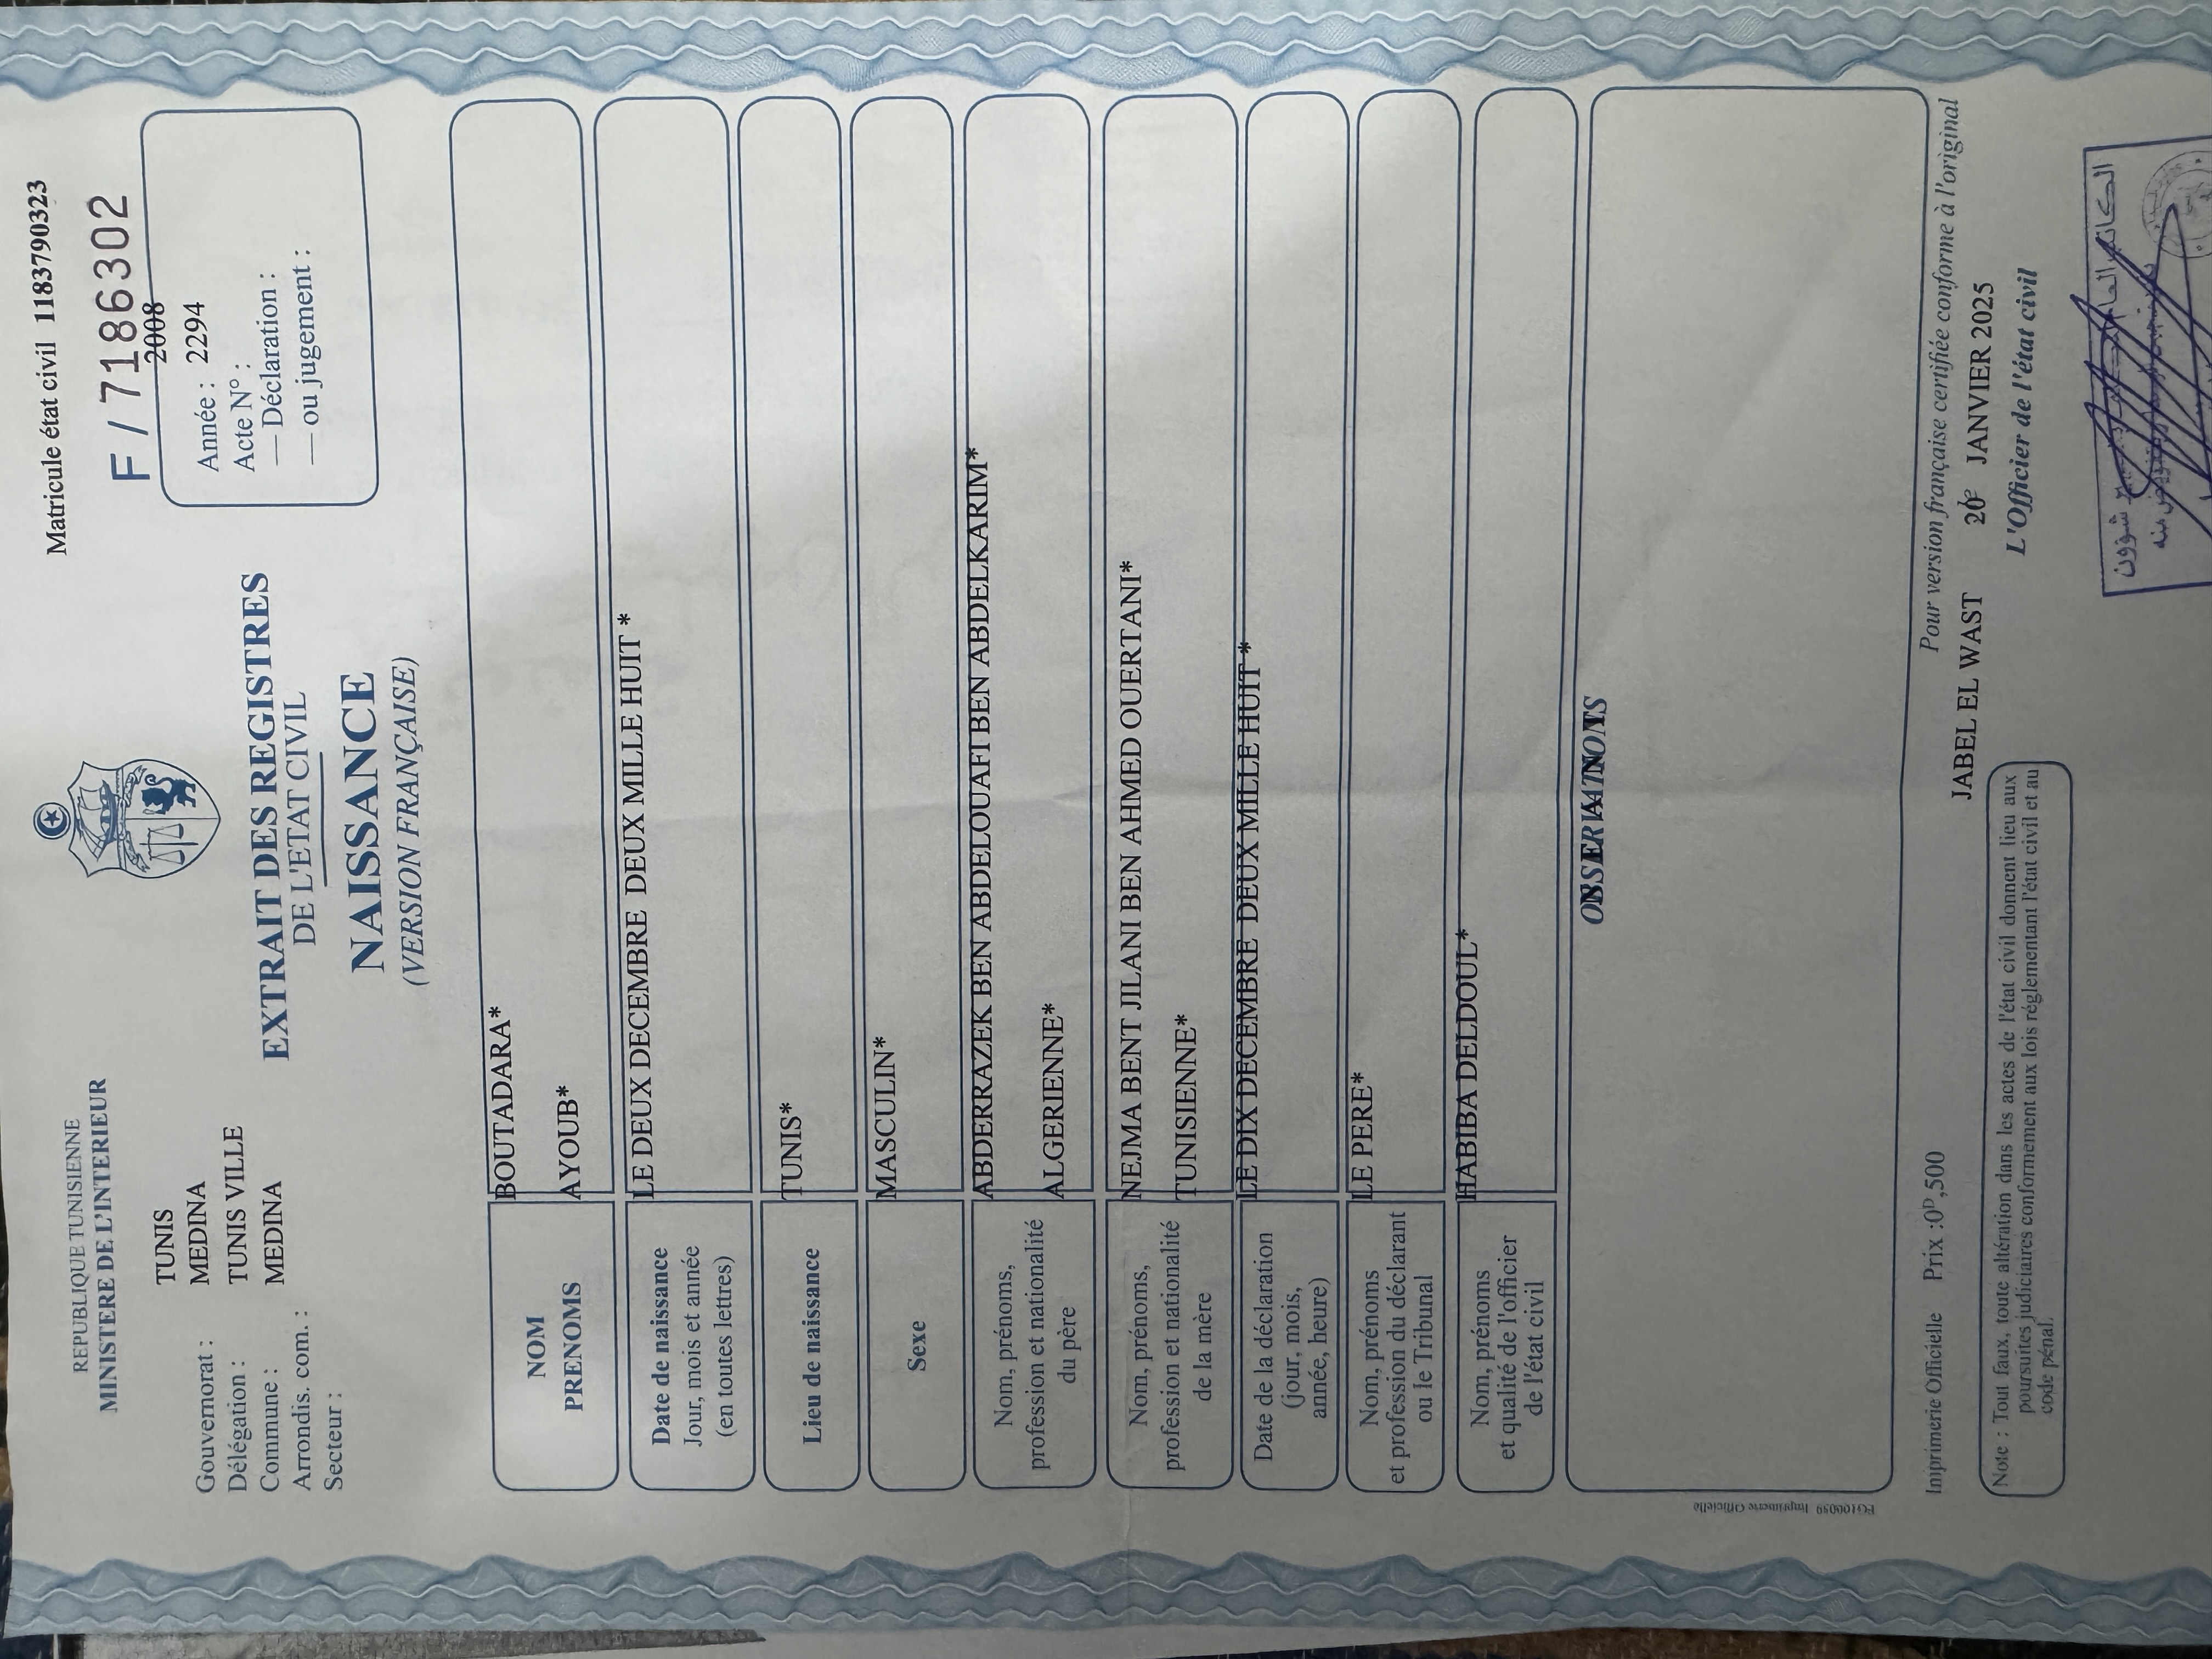 REPUBLIQUE TUNISIENNE
MINISTERE DE L'INTERIEUR
Matricule état civil 1183790323
F / 7186302
Gouvernorat : TUNIS
Délégation : MEDINA
Commune : TUNIS VILLE
Arrondis. com. : MEDINA
Secteur :
2008
Année : 2294
Acte N° :
— Déclaration :
— ou jugement :
EXTRAIT DES REGISTRES
DE L'ETAT CIVIL
NAISSANCE
(VERSION FRANÇAISE)
NOM
PRENOMS
BOUTADARA*
AYOUB*
Date de naissance
Jour, mois et année
(en toutes lettres)
LE DEUX DECEMBRE DEUX MILLE HUIT *
Lieu de naissance
TUNIS*
Sexe
MASCULIN*
Nom, prénoms,
profession et nationalité
du père
ABDERRAZEK BEN ABDELOUAFI BEN ABDELKARIM*
ALGERIENNE*
Nom, prénoms,
profession et nationalité
de la mère
NEJMA BENT JILANI BEN AHMED OUERTANI*
TUNISIENNE*
Date de la déclaration
(jour, mois,
année, heure)
LE DIX DECEMBRE DEUX MILLE HUIT *
Nom, prénoms
et profession du déclarant
ou le Tribunal
LE PERE*
Nom, prénoms
et qualité de l'officier
de l'état civil
HABIBA DELDOUL*
OBSERVATIONS
FG100059 Imprimerie Officielle
Imprimerie Officielle Prix :0ᴰ,500
Pour version française certifiée conforme à l'original
JABEL EL WAST JANVIER 2025
L'Officier de l'état civil
Note : Tout faux, toute altération dans les actes de l'état civil donnent lieu aux
poursuites judiciaires conformement aux lois réglementant l'état civil et au
code pénal.
الكاتب العام شؤون
منه